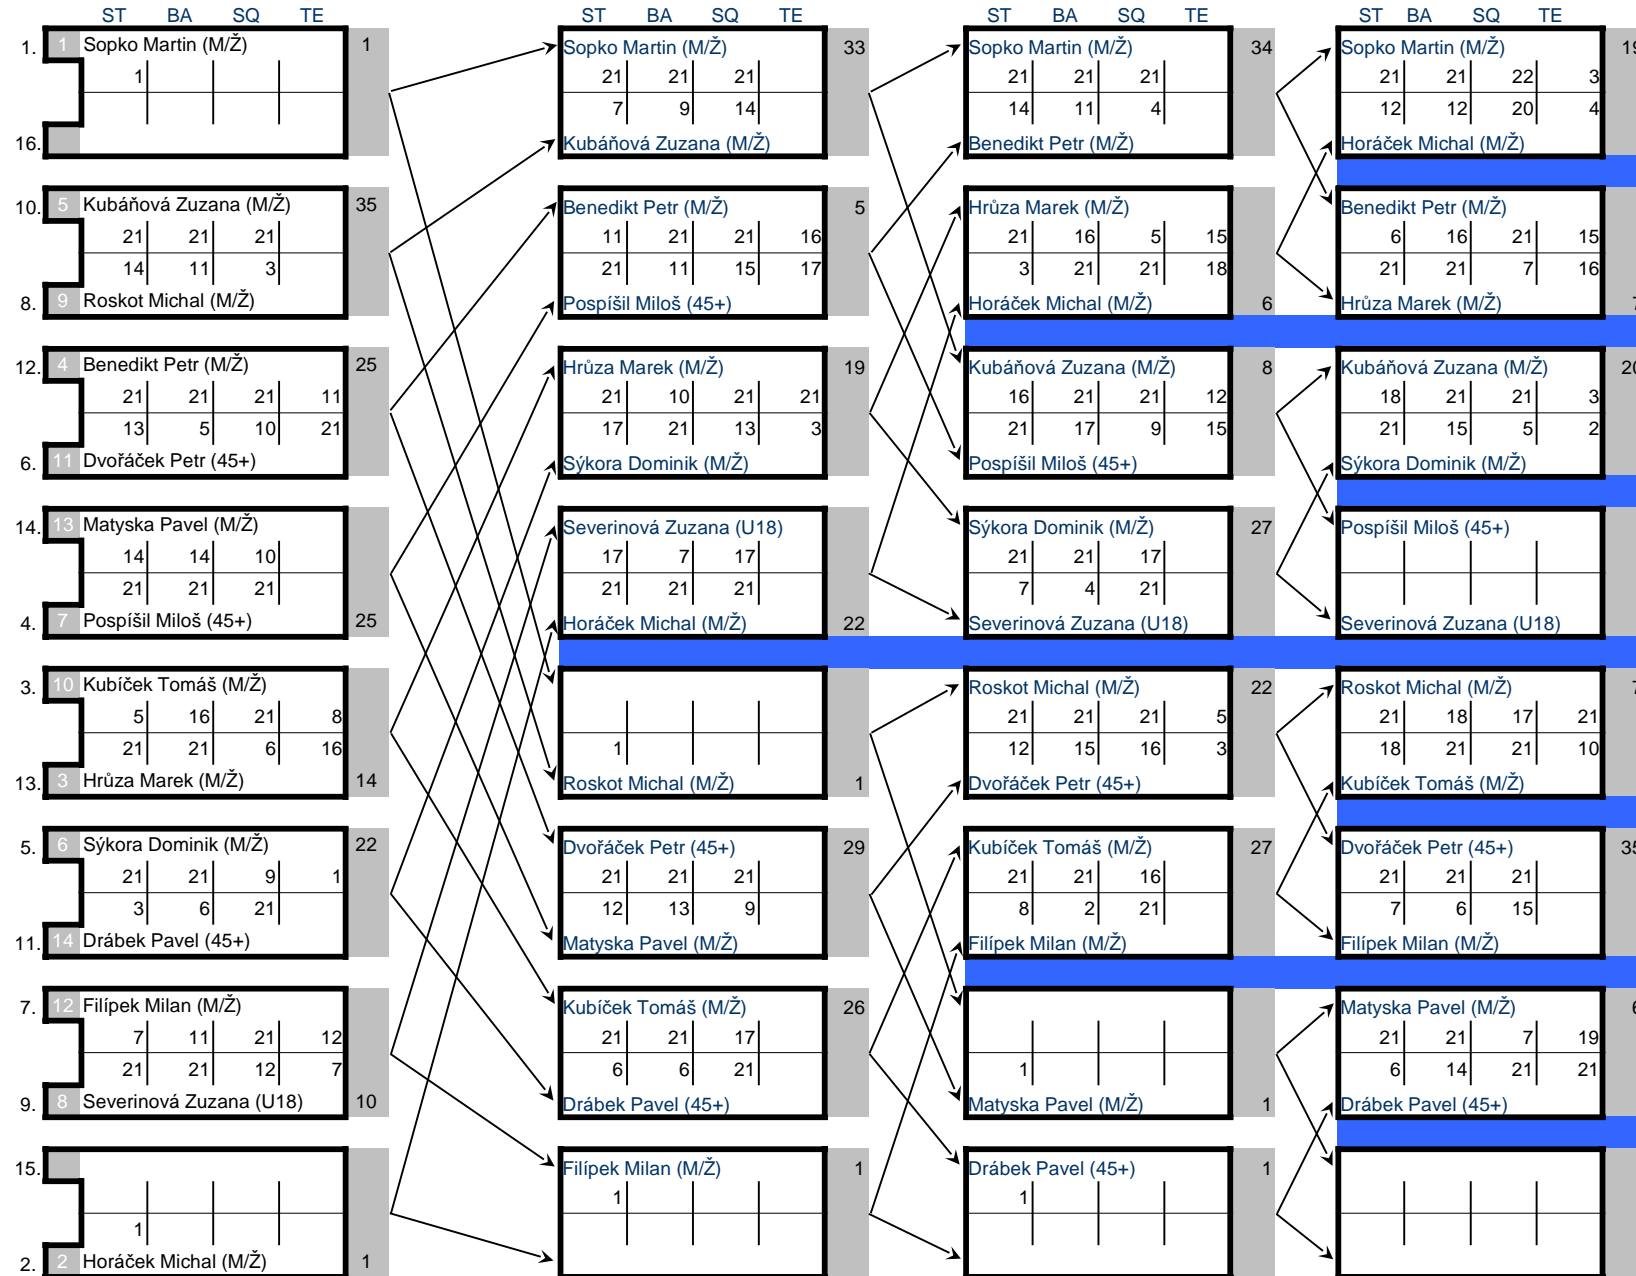 ST BA SQ TE
1. 1 Sopko Martin (M/Ž) 1
1
16.
10. 5 Kubáňová Zuzana (M/Ž) 35
21 21 21
14 11 3
8. 9 Roskot Michal (M/Ž)
12. 4 Benedikt Petr (M/Ž) 25
21 21 21 11
13 5 10 21
6. 11 Dvořáček Petr (45+)
14. 13 Matyska Pavel (M/Ž)
14 14 10
21 21 21
4. 7 Pospíšil Miloš (45+) 25
3. 10 Kubíček Tomáš (M/Ž)
5 16 21 8
21 21 6 16
13. 3 Hrůza Marek (M/Ž) 14
5. 6 Sýkora Dominik (M/Ž) 22
21 21 9 1
3 6 21
11. 14 Drábek Pavel (45+)
7. 12 Filípek Milan (M/Ž)
7 11 21 12
21 21 12 7
9. 8 Severinová Zuzana (U18) 10
15.
1
2. 2 Horáček Michal (M/Ž) 1
ST BA SQ TE
Sopko Martin (M/Ž) 33
21 21 21
7 9 14
Kubáňová Zuzana (M/Ž)
Benedikt Petr (M/Ž) 5
11 21 21 16
21 11 15 17
Pospíšil Miloš (45+)
Hrůza Marek (M/Ž) 19
21 10 21 21
17 21 13 3
Sýkora Dominik (M/Ž)
Severinová Zuzana (U18)
17 7 17
21 21 21
Horáček Michal (M/Ž) 22
1
Roskot Michal (M/Ž) 1
Dvořáček Petr (45+) 29
21 21 21
12 13 9
Matyska Pavel (M/Ž)
Kubíček Tomáš (M/Ž) 26
21 21 17
6 6 21
Drábek Pavel (45+)
Filípek Milan (M/Ž) 1
1
ST BA SQ TE
Sopko Martin (M/Ž) 34
21 21 21
14 11 4
Benedikt Petr (M/Ž)
Hrůza Marek (M/Ž)
21 16 5 15
3 21 21 18
Horáček Michal (M/Ž) 6
Kubáňová Zuzana (M/Ž) 8
16 21 21 12
21 17 9 15
Pospíšil Miloš (45+)
Sýkora Dominik (M/Ž) 27
21 21 17
7 4 21
Severinová Zuzana (U18)
Roskot Michal (M/Ž) 22
21 21 21 5
12 15 16 3
Dvořáček Petr (45+)
Kubíček Tomáš (M/Ž) 27
21 21 16
8 2 21
Filípek Milan (M/Ž)
1
Matyska Pavel (M/Ž) 1
Drábek Pavel (45+) 1
1
ST BA SQ TE
Sopko Martin (M/Ž) 19
21 21 22 3
12 12 20 4
Horáček Michal (M/Ž)
Benedikt Petr (M/Ž)
6 16 21 15
21 21 7 16
Hrůza Marek (M/Ž) 7
Kubáňová Zuzana (M/Ž) 20
18 21 21 3
21 15 5 2
Sýkora Dominik (M/Ž)
Pospíšil Miloš (45+)
Severinová Zuzana (U18)
Roskot Michal (M/Ž) 7
21 18 17 21
18 21 21 10
Kubíček Tomáš (M/Ž)
Dvořáček Petr (45+) 35
21 21 21
7 6 15
Filípek Milan (M/Ž)
Matyska Pavel (M/Ž) 6
21 21 7 19
6 14 21 21
Drábek Pavel (45+)